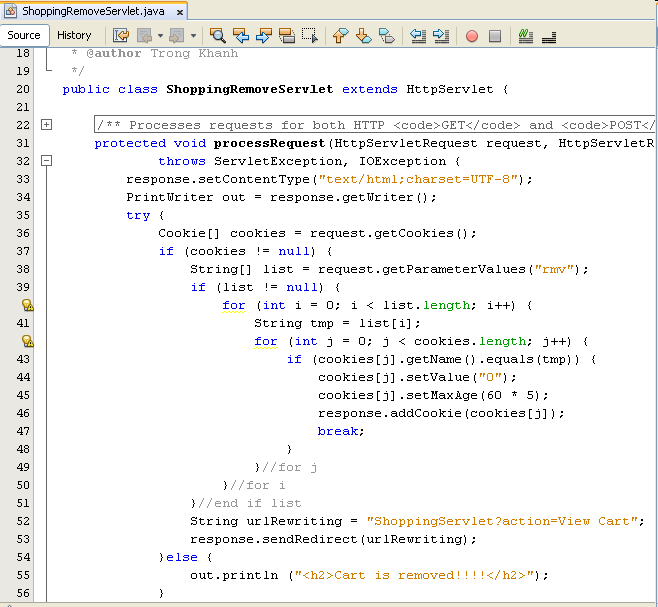 ShoppingRemoveServlet.java x
Source History
18 * @author Trong Khanh
19 */
20 public class ShoppingRemoveServlet extends HttpServlet {
21
22 /** Processes requests for both HTTP <code>GET</code> and <code>POST</
31 protected void processRequest(HttpServletRequest request, HttpServletR
32 throws ServletException, IOException {
33 response.setContentType("text/html;charset=UTF-8");
34 PrintWriter out = response.getWriter();
35 try {
36 Cookie[] cookies = request.getCookies();
37 if (cookies != null) {
38 String[] list = request.getParameterValues("rmv");
39 if (list != null) {
for (int i = 0; i < list.length; i++) {
41 String tmp = list[i];
for (int j = 0; j < cookies.length; j++) {
43 if (cookies[j].getName().equals(tmp)) {
44 cookies[j].setValue("0");
45 cookies[j].setMaxAge(60 * 5);
46 response.addCookie(cookies[j]);
47 break;
48 }
49 }//for j
50 }//for i
51 }//end if list
52 String urlRewriting = "ShoppingServlet?action=View Cart";
53 response.sendRedirect(urlRewriting);
54 }else {
55 out.println ("<h2>Cart is removed!!!!</h2>");
56 }